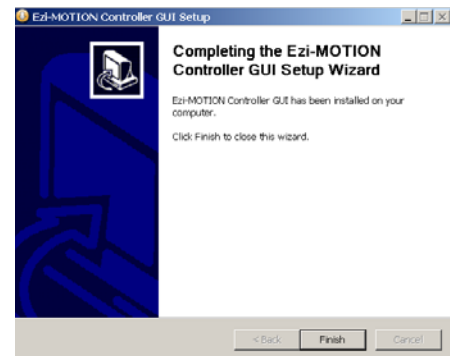 Ezi-MOTION Controller GUI Setup
Completing the Ezi-MOTION
Controller GUI Setup Wizard
Ezi-MOTION Controller GUI has been installed on your
computer.
Click Finish to close this wizard.
< Back
Finish
Cancel